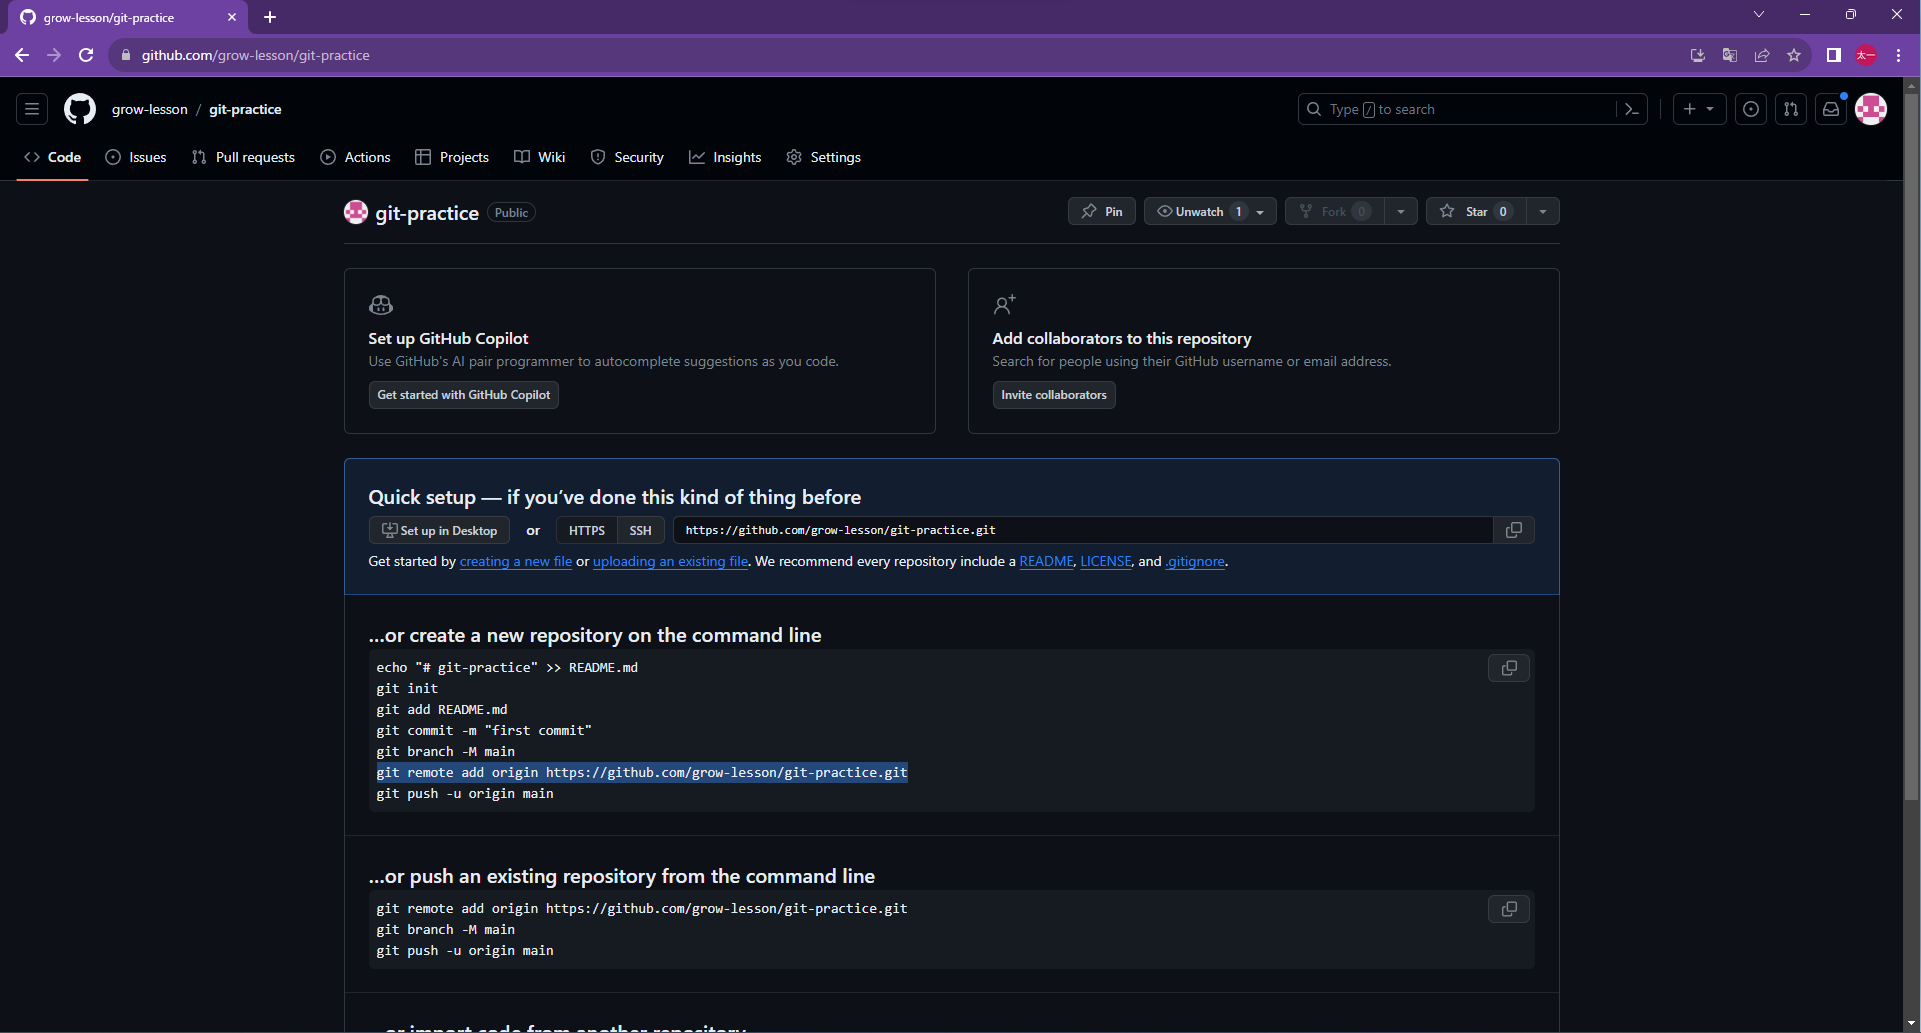 grow-lesson/git-practice
github.com/grow-lesson/git-practice
太一
grow-lesson / git-practice
Type / to search
Code Issues Pull requests Actions Projects Wiki Security Insights Settings
git-practice Public
Pin Unwatch 1 Fork 0 Star 0
Set up GitHub Copilot
Use GitHub's AI pair programmer to autocomplete suggestions as you code.
Get started with GitHub Copilot
Add collaborators to this repository
Search for people using their GitHub username or email address.
Invite collaborators
Quick setup — if you’ve done this kind of thing before
Set up in Desktop or HTTPS SSH https://github.com/grow-lesson/git-practice.git
Get started by creating a new file or uploading an existing file. We recommend every repository include a README, LICENSE, and .gitignore.
…or create a new repository on the command line
echo "# git-practice" >> README.md
git init
git add README.md
git commit -m "first commit"
git branch -M main
git remote add origin https://github.com/grow-lesson/git-practice.git
git push -u origin main
…or push an existing repository from the command line
git remote add origin https://github.com/grow-lesson/git-practice.git
git branch -M main
git push -u origin main
…or import code from another repository